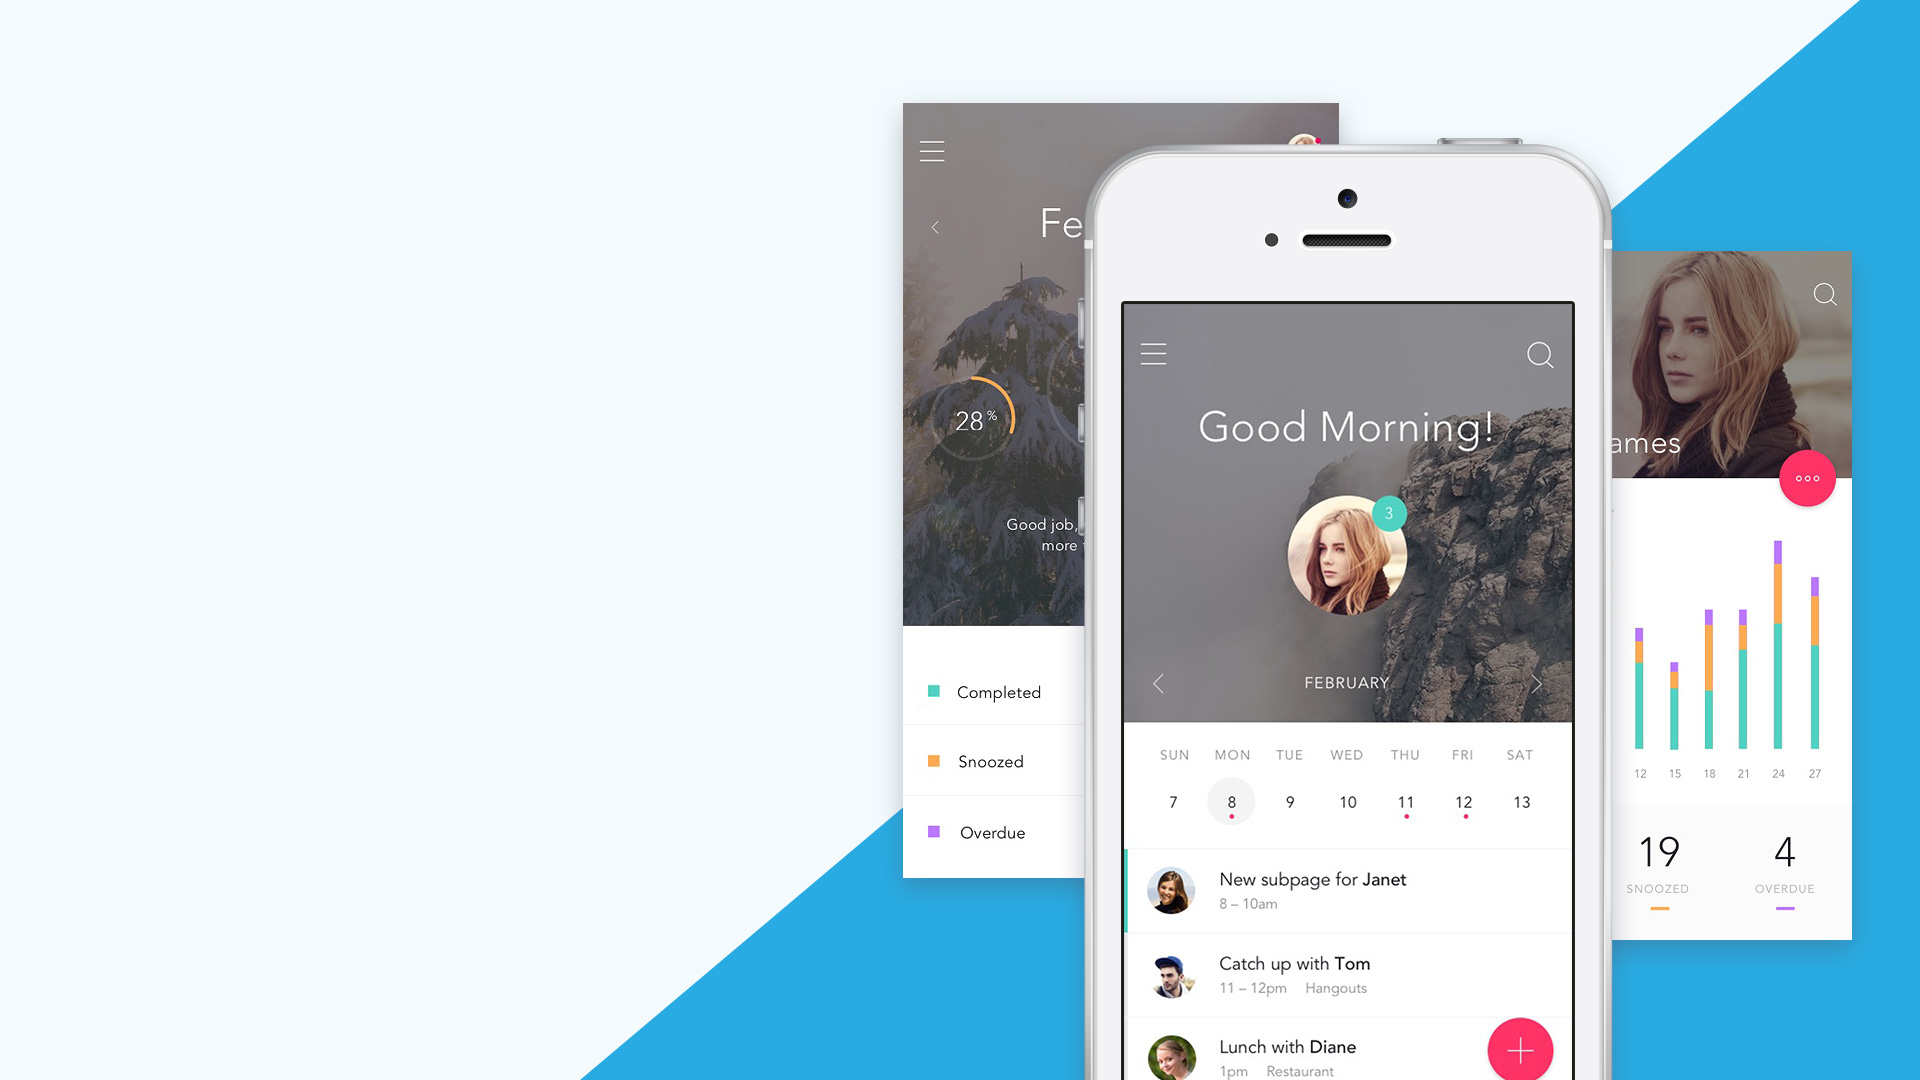 Fe
28%
Good job,
more
Completed
Snoozed
Overdue
Good Morning!
3
FEBRUARY
SUN MON TUE WED THU FRI SAT
7 8 9 10 11 12 13
New subpage for Janet
8 – 10am
Catch up with Tom
11 – 12pm Hangouts
Lunch with Diane
1pm Restaurant
ames
12 15 18 21 24 27
19 4
SNOOZED OVERDUE